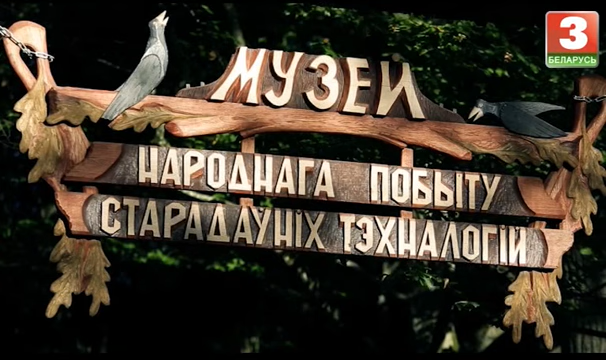 3
БЕЛАРУСЬ
МУЗЕЙ
НАРОДНАГА ПОБЫТУ
СТАРАДАЎНІХ ТЭХНАЛОГІЙ